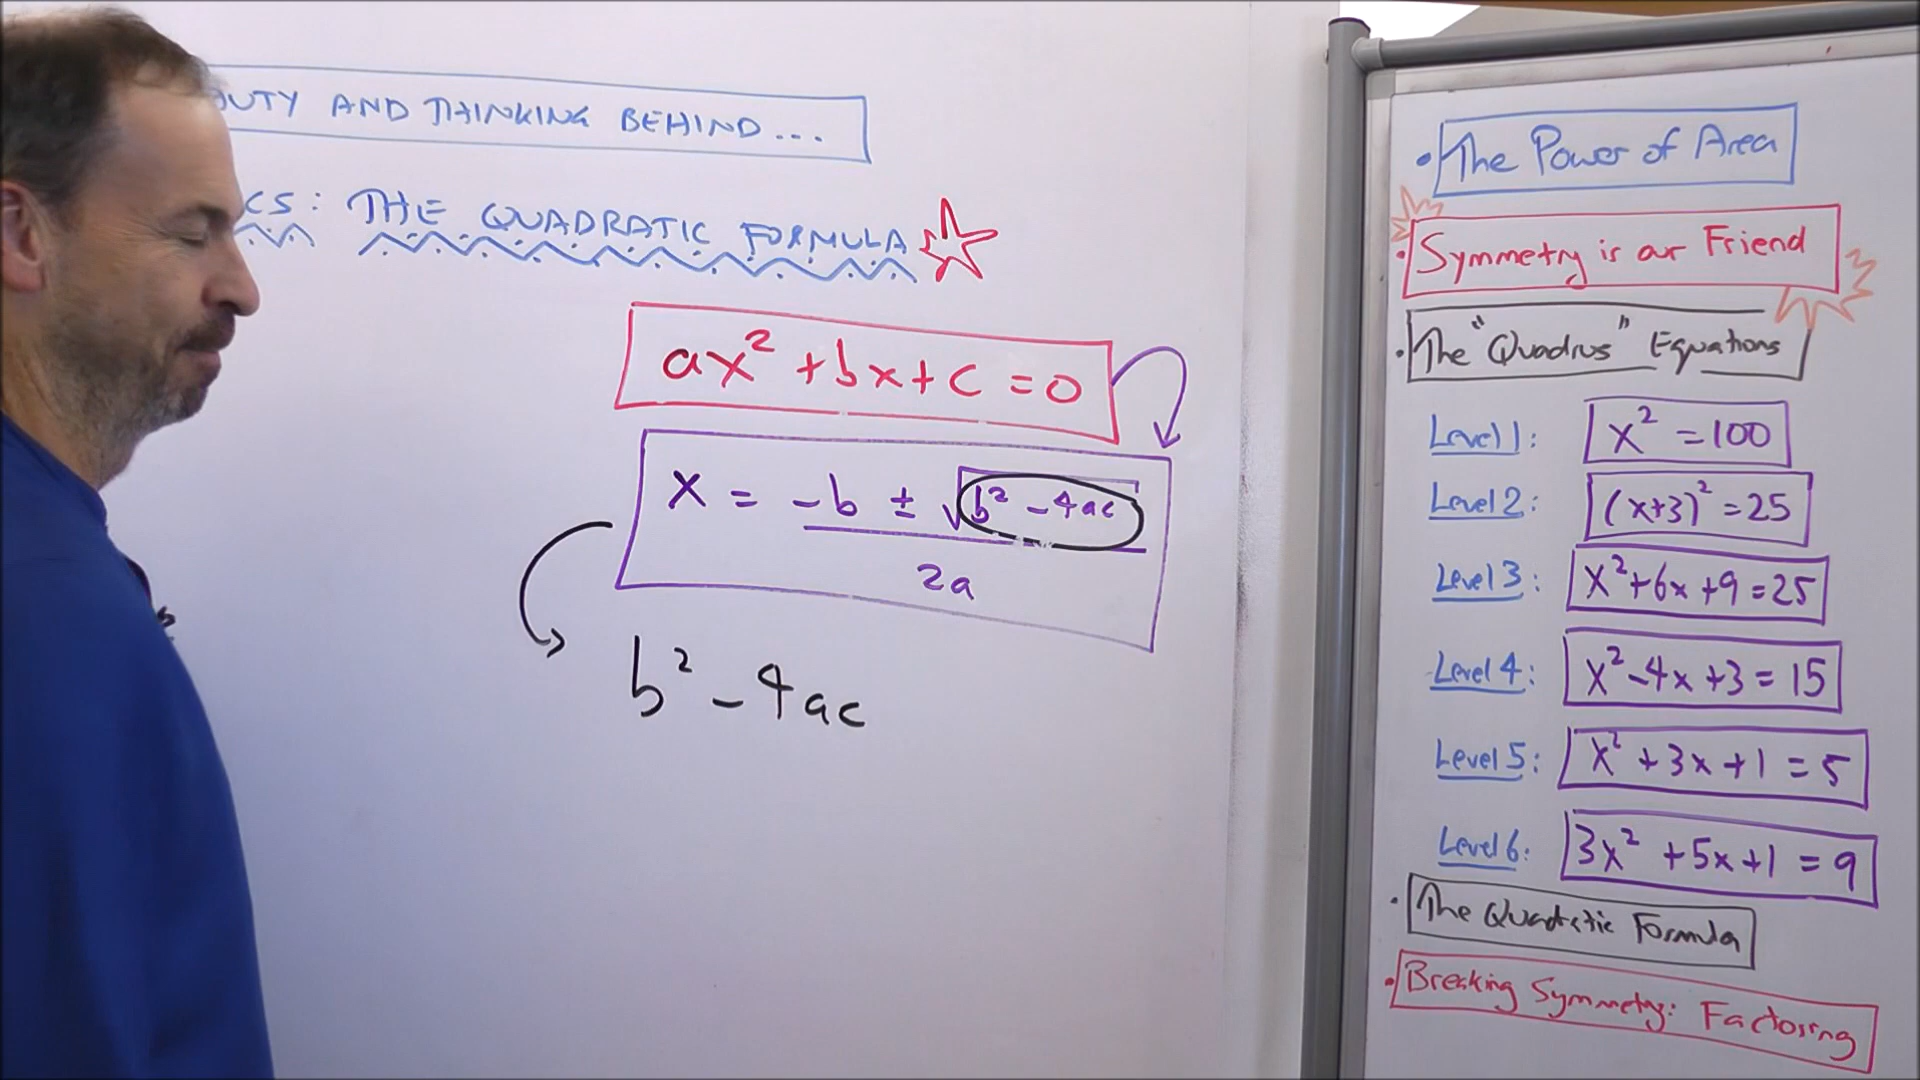 AND THINKING BEHIND...
THE QUADRATIC FORMULA
ax² + bx + c = 0
x = -b ± √b² - 4ac
2a
b² - 4ac
• The Power of Area
• Symmetry is our Friend
• The "Quadrus" Equations
Level 1: x² = 100
Level 2: (x+3)² = 25
Level 3: x² + 6x + 9 = 25
Level 4: x² - 4x + 3 = 15
Level 5: x² + 3x + 1 = 5
Level 6: 3x² + 5x + 1 = 9
• The Quadratic Formula
• Breaking Symmetry: Factoring